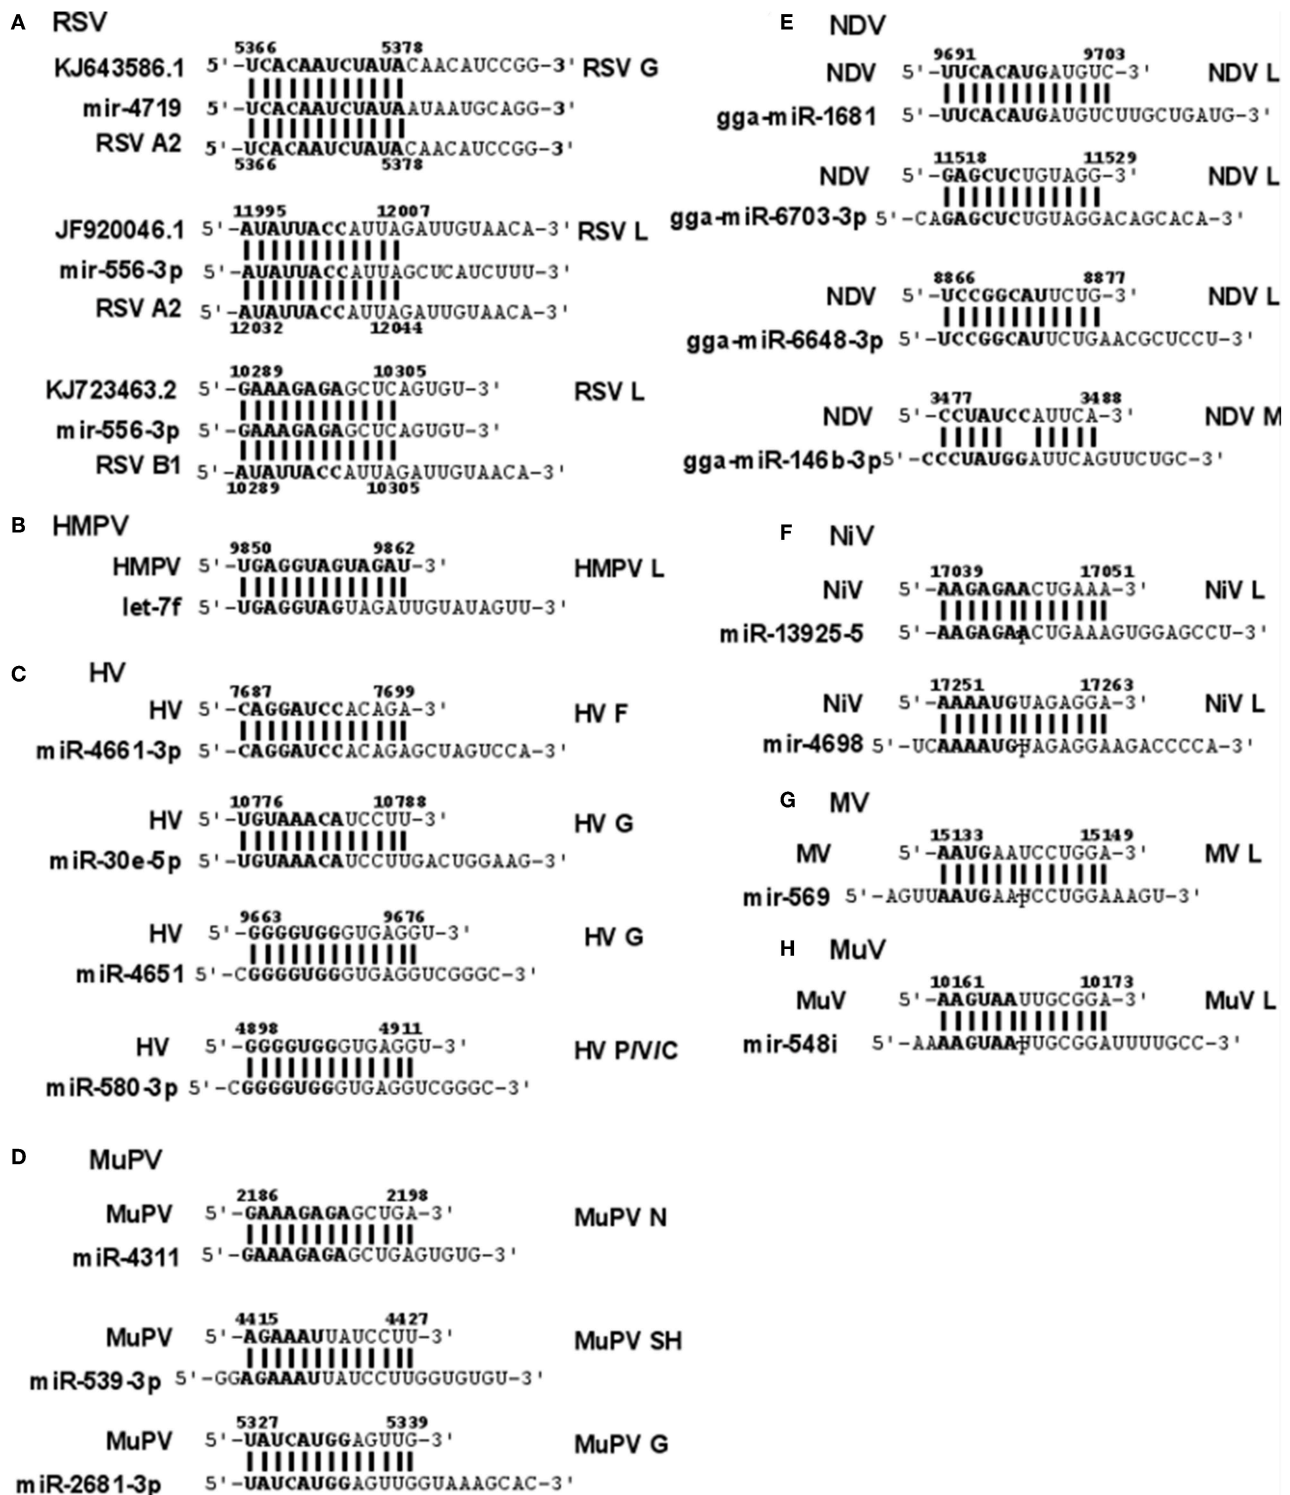 A RSV
5366 5378
KJ643586.1 5'-UCACAAUCUAUACAACAUCCGG-3' RSV G
mir-4719 5'-UCACAAUCUAUAAUAAUGCAGG-3'
RSV A2 5'-UCACAAUCUAUACAACAUCCGG-3'
5366 5378
11995 12007
JF920046.1 5'-AUAUUACCAUUAGAUUGUAACA-3' RSV L
mir-556-3p 5'-AUAUUACCAUUAGCUCAUCUUU-3'
RSV A2 5'-AUAUUACCAUUAGAUUGUAACA-3'
12032 12044
10289 10305
KJ723463.2 5'-GAAAGAGAGCUCAGUGU-3' RSV L
mir-556-3p 5'-GAAAGAGAGCUCAGUGU-3'
RSV B1 5'-AUAUUACCAUUAGAUUGUAACA-3'
10289 10305
B HMPV
9850 9862
HMPV 5'-UGAGGUAGUAGAU-3' HMPV L
let-7f 5'-UGAGGUAGUAGAUUGUAUAGUU-3'
C HV
7687 7699
HV 5'-CAGGAUCCACAGA-3' HV F
miR-4661-3p 5'-CAGGAUCCACAGAGCUAGUCCA-3'
10776 10788
HV 5'-UGUAAACAUCCUU-3' HV G
miR-30e-5p 5'-UGUAAACAUCCUUGACUGGAAG-3'
9663 9676
HV 5'-GGGGUGGGUGAGGU-3' HV G
miR-4651 5'-CGGGGUGGGUGAGGUCGGGC-3'
4898 4911
HV 5'-GGGGUGGGUGAGGU-3' HV P/V/C
miR-580-3p 5'-CGGGGUGGGUGAGGUCGGGC-3'
D MuPV
2186 2198
MuPV 5'-GAAAGAGAGCUGA-3' MuPV N
miR-4311 5'-GAAAGAGAGCUGAGUGUG-3'
4415 4427
MuPV 5'-AGAAAUUAUCCUU-3' MuPV SH
miR-539-3p 5'-GGAGAAAUUAUCCUUGGUGUGU-3'
5327 5339
MuPV 5'-UAUCAUGGAGUUG-3' MuPV G
miR-2681-3p 5'-UAUCAUGGAGUUGGUAAAGCAC-3'
E NDV
9691 9703
NDV 5'-UUCACAUGAUGUC-3' NDV L
gga-miR-1681 5'-UUCACAUGAUGUCUUGCUGAUG-3'
11518 11529
NDV 5'-GAGCUCUGUAGG-3' NDV L
gga-miR-6703-3p 5'-CAGAGCUCUGUAGGACAGCACA-3'
8866 8877
NDV 5'-UCCGGCAUUCUG-3' NDV L
gga-miR-6648-3p 5'-UCCGGCAUUCUGAACGCUCCU-3'
3477 3488
NDV 5'-CCUAUCCAUUCA-3' NDV M
gga-miR-146b-3p 5'-CCCUAUGGAUUCAGUUCUGC-3'
F NiV
17039 17051
NiV 5'-AAGAGAACUGAAA-3' NiV L
miR-13925-5 5'-AAGAGAACUGAAAGUGGAGCCU-3'
17251 17263
NiV 5'-AAAAUGUAGAGGA-3' NiV L
mir-4698 5'-UCAAAAUGUAGAGGAAGACCCCA-3'
G MV
15133 15149
MV 5'-AAUGAAUCCUGGA-3' MV L
mir-569 5'-AGUUAAUGAAUCCUGGAAAGU-3'
H MuV
10161 10173
MuV 5'-AAGUAAUUGCGGA-3' MuV L
mir-548i 5'-AAAAGUAAUUGCGGAUUUUGCC-3'